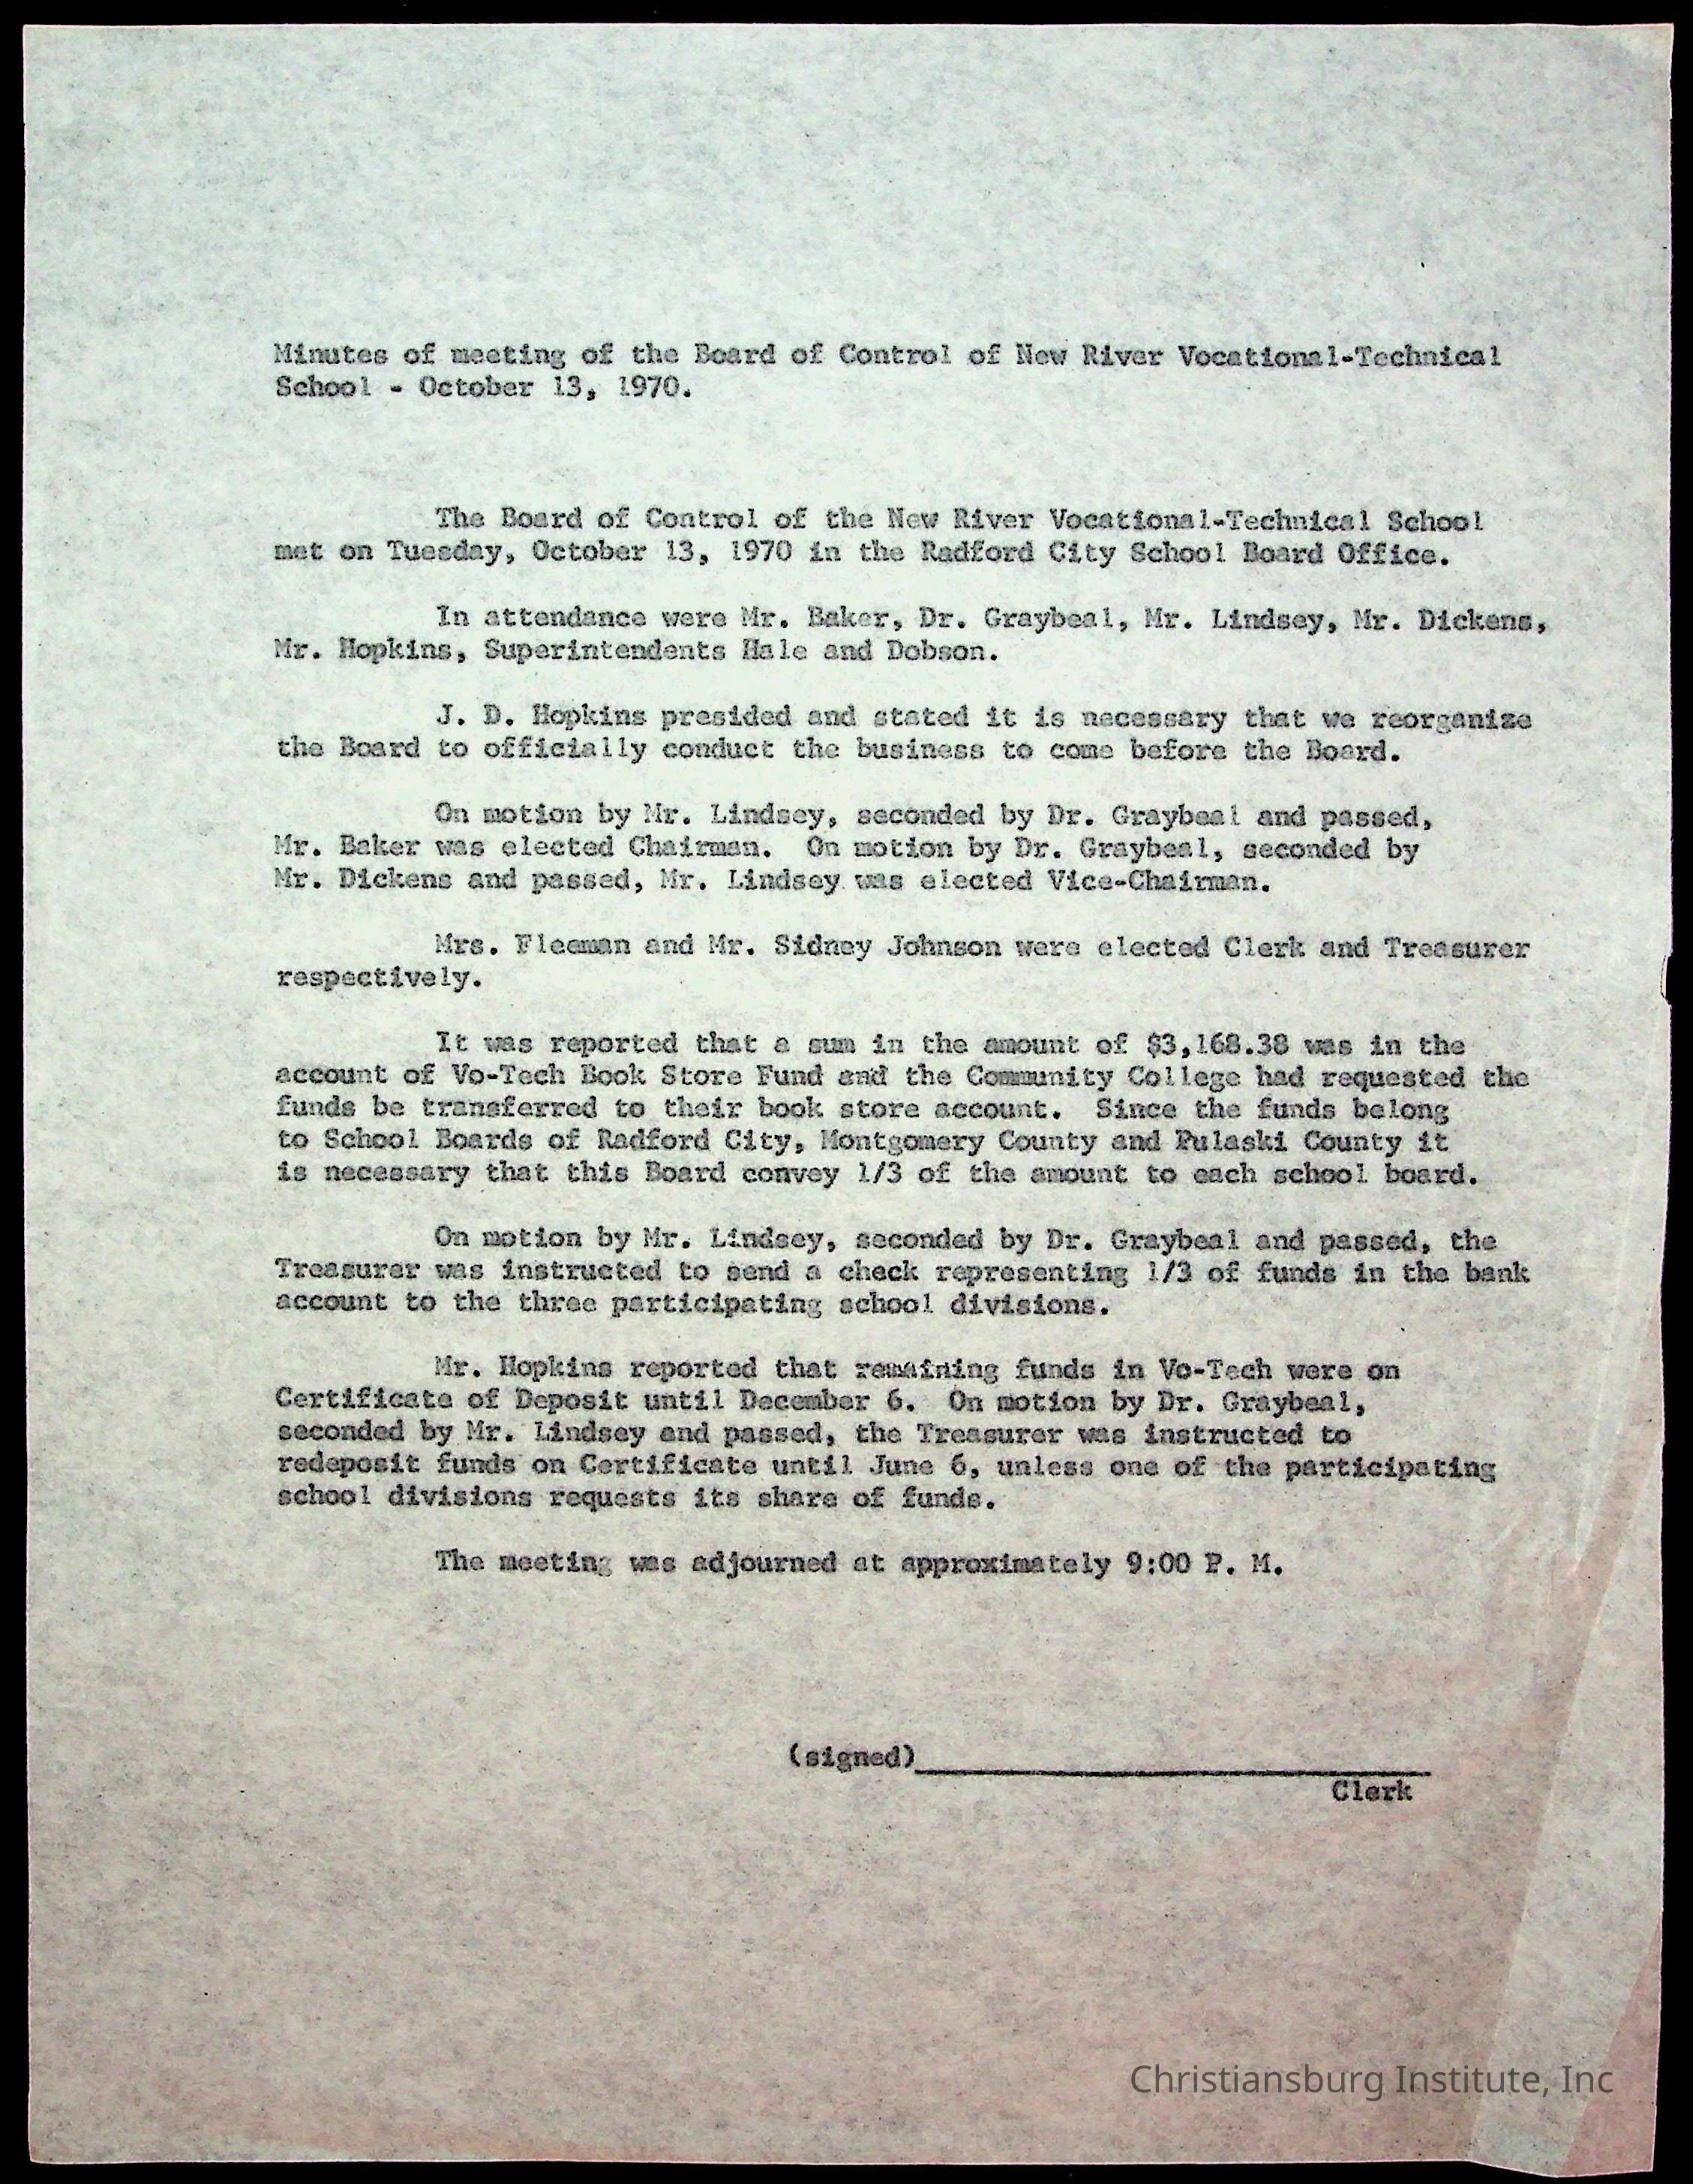 Minutes of meeting of the Board of Control of New River Vocational-Technical
School - October 13, 1970.
The Board of Control of the New River Vocational-Technical School
met on Tuesday, October 13, 1970 in the Radford City School Board Office.
In attendance were Mr. Baker, Dr. Graybeal, Mr. Lindsey, Mr. Dickens,
Mr. Hopkins, Superintendents Hale and Dobson.
J. D. Hopkins presided and stated it is necessary that we reorganize
the Board to officially conduct the business to come before the Board.
On motion by Mr. Lindsey, seconded by Dr. Graybeal and passed,
Mr. Baker was elected Chairman. On motion by Dr. Graybeal, seconded by
Mr. Dickens and passed, Mr. Lindsey was elected Vice-Chairman.
Mrs. Fleeman and Mr. Sidney Johnson were elected Clerk and Treasurer
respectively.
It was reported that a sum in the amount of $3,168.38 was in the
account of Vo-Tech Book Store Fund and the Community College had requested the
funds be transferred to their book store account. Since the funds belong
to School Boards of Radford City, Montgomery County and Pulaski County it
is necessary that this Board convey 1/3 of the amount to each school board.
On motion by Mr. Lindsey, seconded by Dr. Graybeal and passed, the
Treasurer was instructed to send a check representing 1/3 of funds in the bank
account to the three participating school divisions.
Mr. Hopkins reported that remaining funds in Vo-Tech were on
Certificate of Deposit until December 6. On motion by Dr. Graybeal,
seconded by Mr. Lindsey and passed, the Treasurer was instructed to
redeposit funds on Certificate until June 6, unless one of the participating
school divisions requests its share of funds.
The meeting was adjourned at approximately 9:00 P. M.
(signed)
Clerk
Christiansburg Institute, Inc